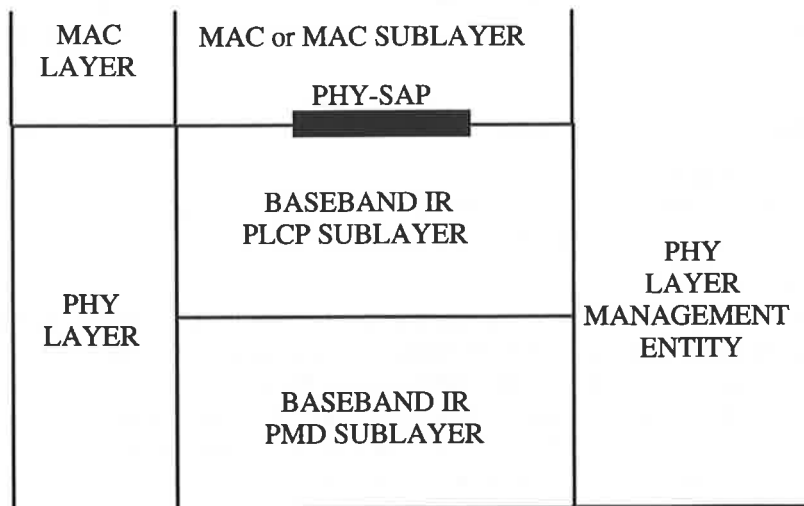 MAC
LAYER
MAC or MAC SUBLAYER
PHY-SAP
BASEBAND IR
PLCP SUBLAYER
PHY
LAYER
PHY
LAYER
MANAGEMENT
ENTITY
BASEBAND IR
PMD SUBLAYER